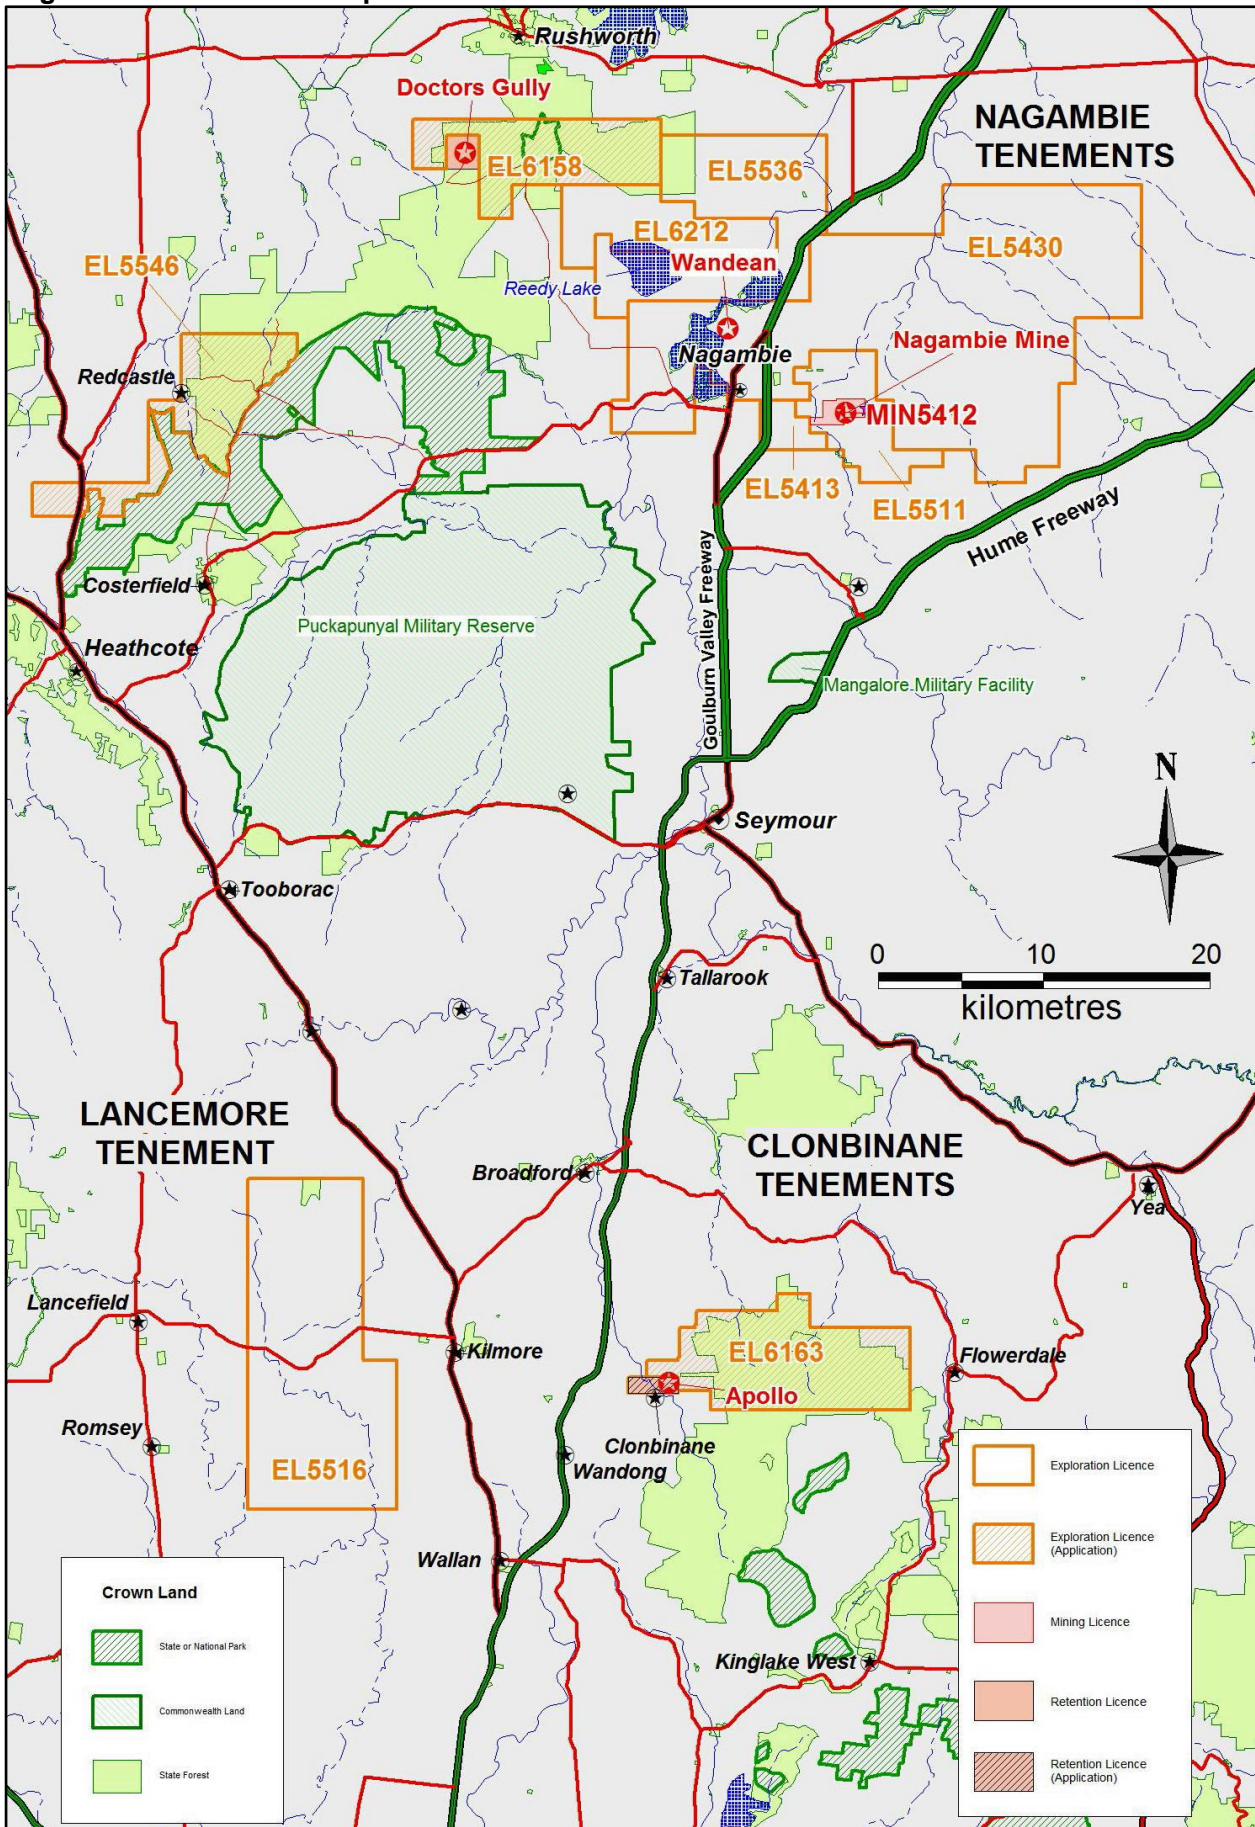 Rushworth
Doctors Gully
NAGAMBIE
TENEMENTS
EL6158
EL5536
EL6212
EL5430
Wandean
EL5546
Reedy Lake
Nagambie Mine
Nagambie
Redcastle
MIN5412
EL5413
EL5511
Hume Freeway
Goulburn Valley Freeway
Costerfield
Puckapunyal Military Reserve
Heathcote
Mangalore Military Facility
N
Seymour
Tooborac
0 10 20
kilometres
Tallarook
LANCEMORE
TENEMENT
CLONBINANE
TENEMENTS
Broadford
Yea
Lancefield
Kilmore
EL6163
Flowerdale
Apollo
Romsey
Clonbinane
Wandong
EL5516
Wallan
Kinglake West
Crown Land
State or National Park
Commonwealth Land
State Forest
Exploration Licence
Exploration Licence
(Application)
Mining Licence
Retention Licence
Retention Licence
(Application)